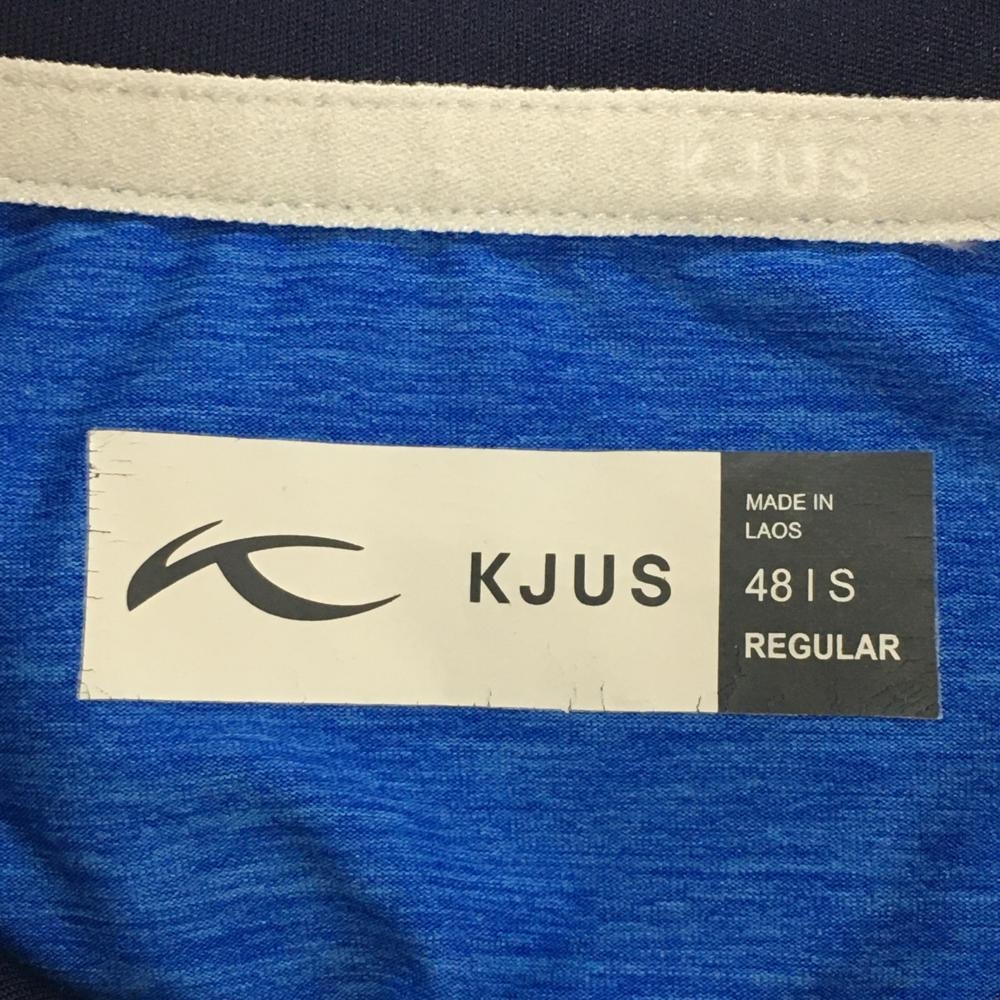 KJUS
KJUS
MADE IN
LAOS
48 | S
REGULAR